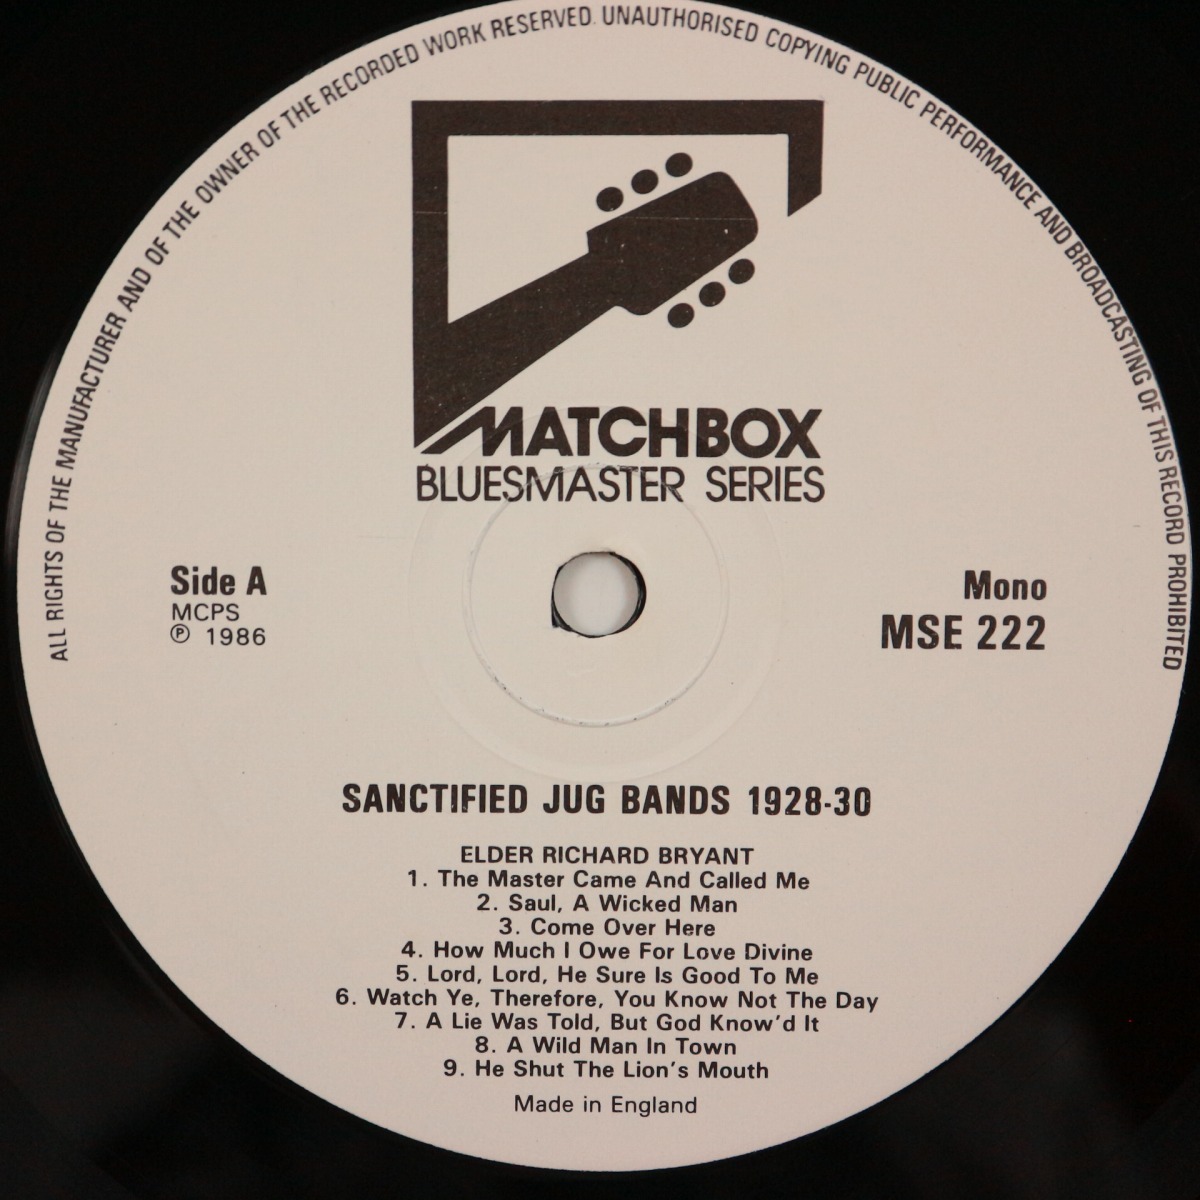 ALL RIGHTS OF THE MANUFACTURER AND OF THE OWNER OF THE RECORDED WORK RESERVED. UNAUTHORISED COPYING PUBLIC PERFORMANCE AND BROADCASTING OF THIS RECORD PROHIBITED
MATCHBOX
BLUESMASTER SERIES
Side A
MCPS
℗ 1986
Mono
MSE 222
SANCTIFIED JUG BANDS 1928-30
ELDER RICHARD BRYANT
1. The Master Came And Called Me
2. Saul, A Wicked Man
3. Come Over Here
4. How Much I Owe For Love Divine
5. Lord, Lord, He Sure Is Good To Me
6. Watch Ye, Therefore, You Know Not The Day
7. A Lie Was Told, But God Know'd It
8. A Wild Man In Town
9. He Shut The Lion's Mouth
Made in England